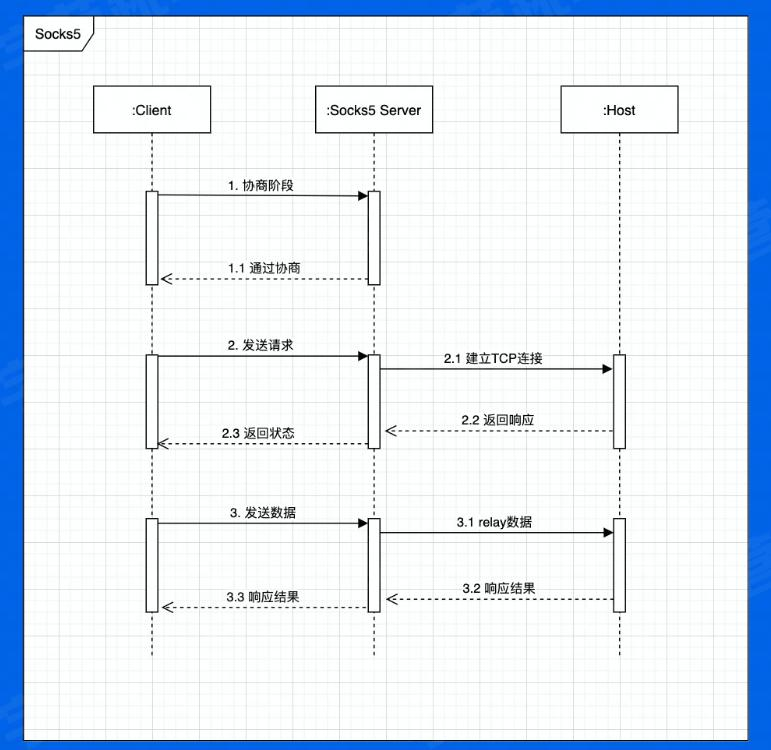 Socks5
:Client
:Socks5 Server
:Host
1. 协商阶段
1.1 通过协商
2. 发送请求
2.1 建立TCP连接
2.2 返回响应
2.3 返回状态
3. 发送数据
3.1 relay数据
3.2 响应结果
3.3 响应结果